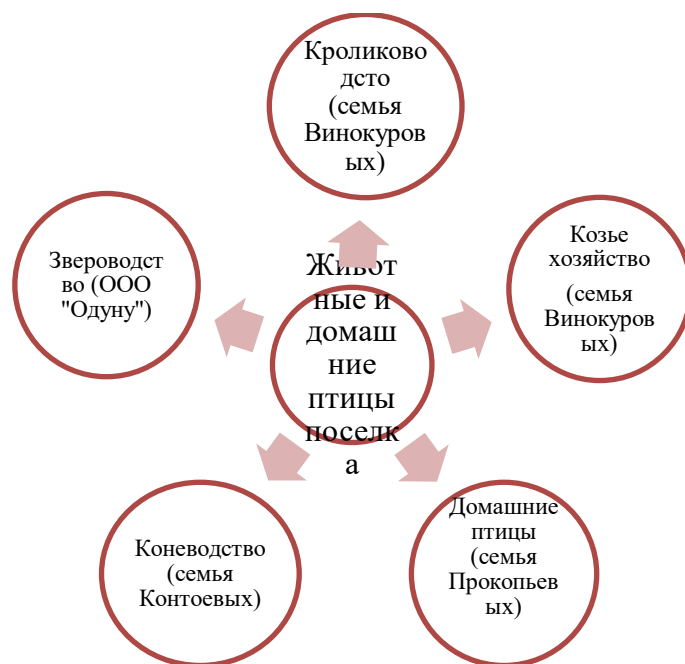 Кроликово
дсто
(семья
Винокуров
ых)
Звероводст
во (ООО
"Одуну")
Козье
хозяйство
(семья
Винокуров
ых)
Живот
ные и
домаш
ние
птицы
поселк
а
Коневодство
(семья
Контоевых)
Домашние
птицы
(семья
Прокопьев
ых)